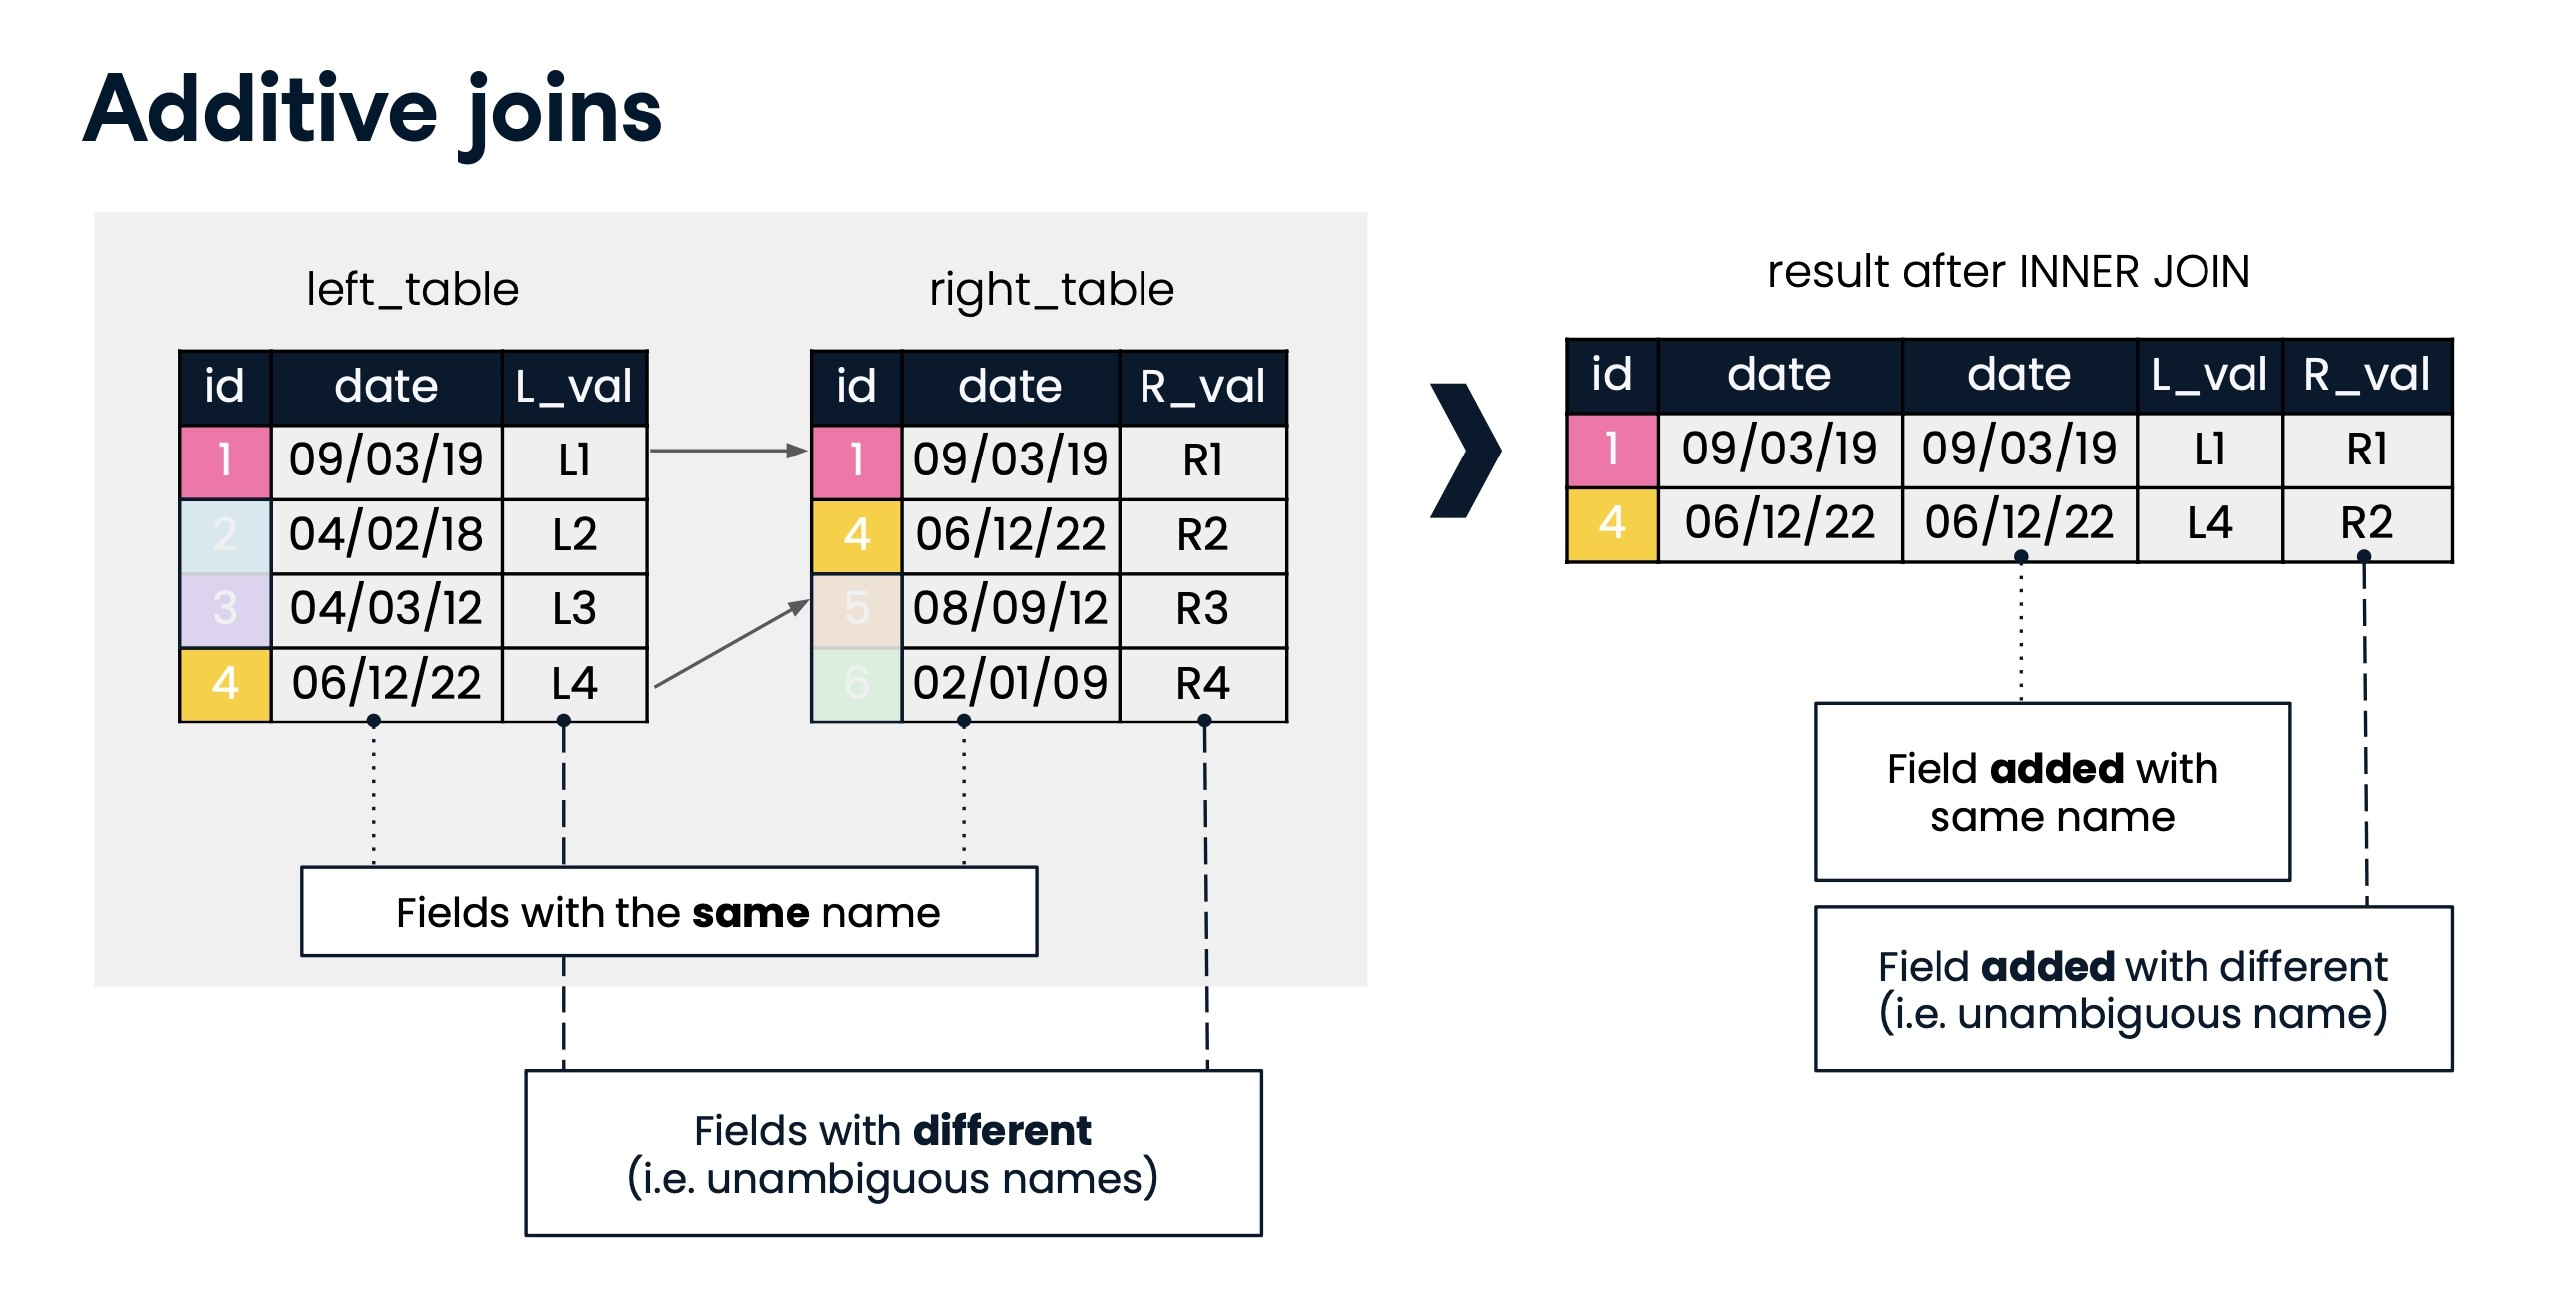 Additive joins
left_table
id date L_val
1 09/03/19 L1
2 04/02/18 L2
3 04/03/12 L3
4 06/12/22 L4
right_table
id date R_val
1 09/03/19 R1
4 06/12/22 R2
5 08/09/12 R3
6 02/01/09 R4
Fields with the same name
Fields with different
(i.e. unambiguous names)
result after INNER JOIN
id date date L_val R_val
1 09/03/19 09/03/19 L1 R1
4 06/12/22 06/12/22 L4 R2
Field added with
same name
Field added with different
(i.e. unambiguous name)